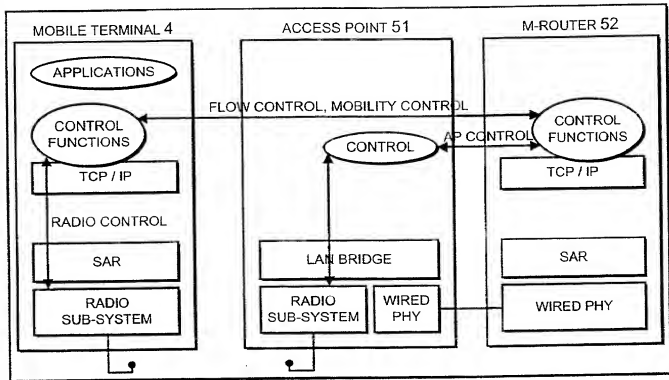 MOBILE TERMINAL 4
APPLICATIONS
CONTROL
FUNCTIONS
TCP / IP
RADIO CONTROL
SAR
RADIO
SUB-SYSTEM
ACCESS POINT 51
FLOW CONTROL, MOBILITY CONTROL
CONTROL
AP CONTROL
LAN BRIDGE
RADIO
SUB-SYSTEM
WIRED
PHY
M-ROUTER 52
CONTROL
FUNCTIONS
TCP / IP
SAR
WIRED PHY